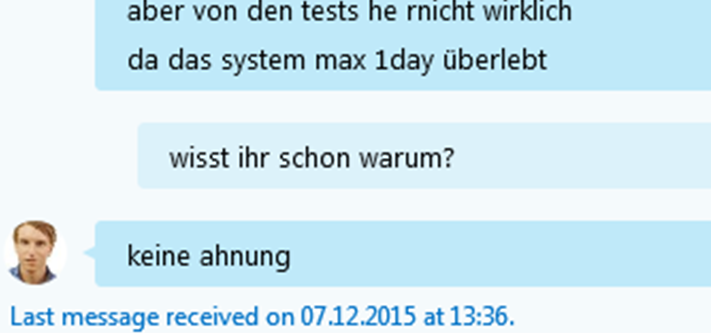 aber von den tests he rnicht wirklich
da das system max 1day überlebt
wisst ihr schon warum?
keine ahnung
Last message received on 07.12.2015 at 13:36.